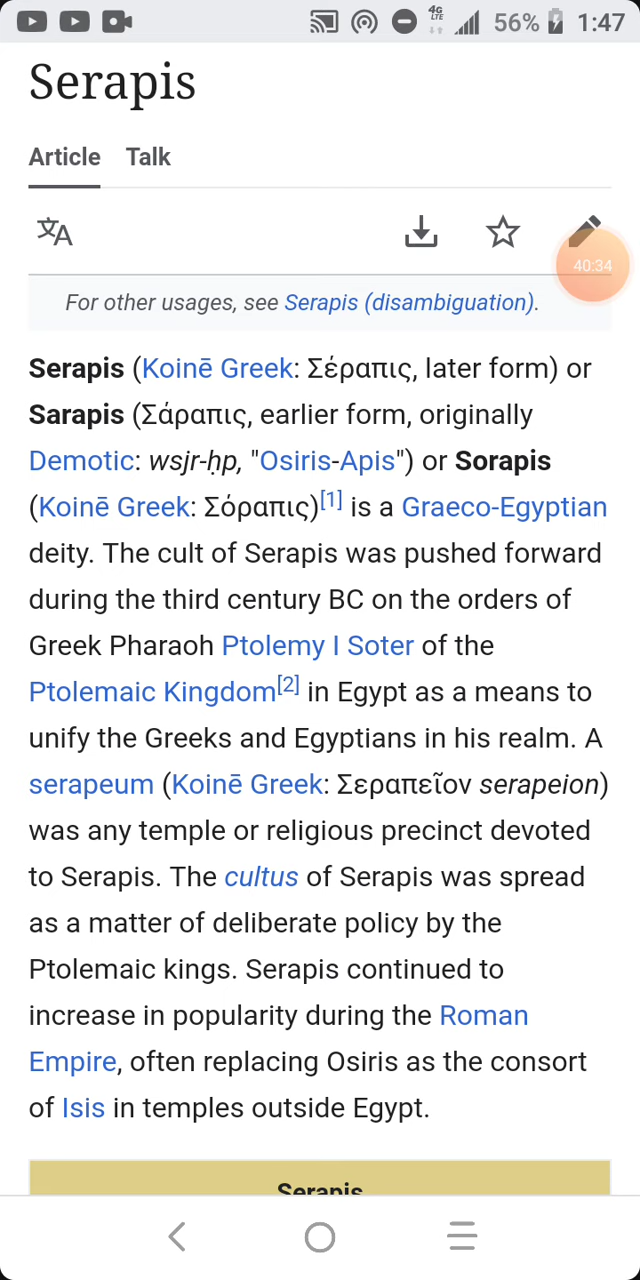 4G
LTE
56%
1:47
Serapis
Article Talk
文A
40:34
For other usages, see Serapis (disambiguation).
Serapis (Koinē Greek: Σέραπις, later form) or
Sarapis (Σάραπις, earlier form, originally
Demotic: wsjr-ḥp, "Osiris-Apis") or Sorapis
(Koinē Greek: Σόραπις)[1] is a Graeco-Egyptian
deity. The cult of Serapis was pushed forward
during the third century BC on the orders of
Greek Pharaoh Ptolemy I Soter of the
Ptolemaic Kingdom[2] in Egypt as a means to
unify the Greeks and Egyptians in his realm. A
serapeum (Koinē Greek: Σεραπεῖον serapeion)
was any temple or religious precinct devoted
to Serapis. The cultus of Serapis was spread
as a matter of deliberate policy by the
Ptolemaic kings. Serapis continued to
increase in popularity during the Roman
Empire, often replacing Osiris as the consort
of Isis in temples outside Egypt.
Serapis